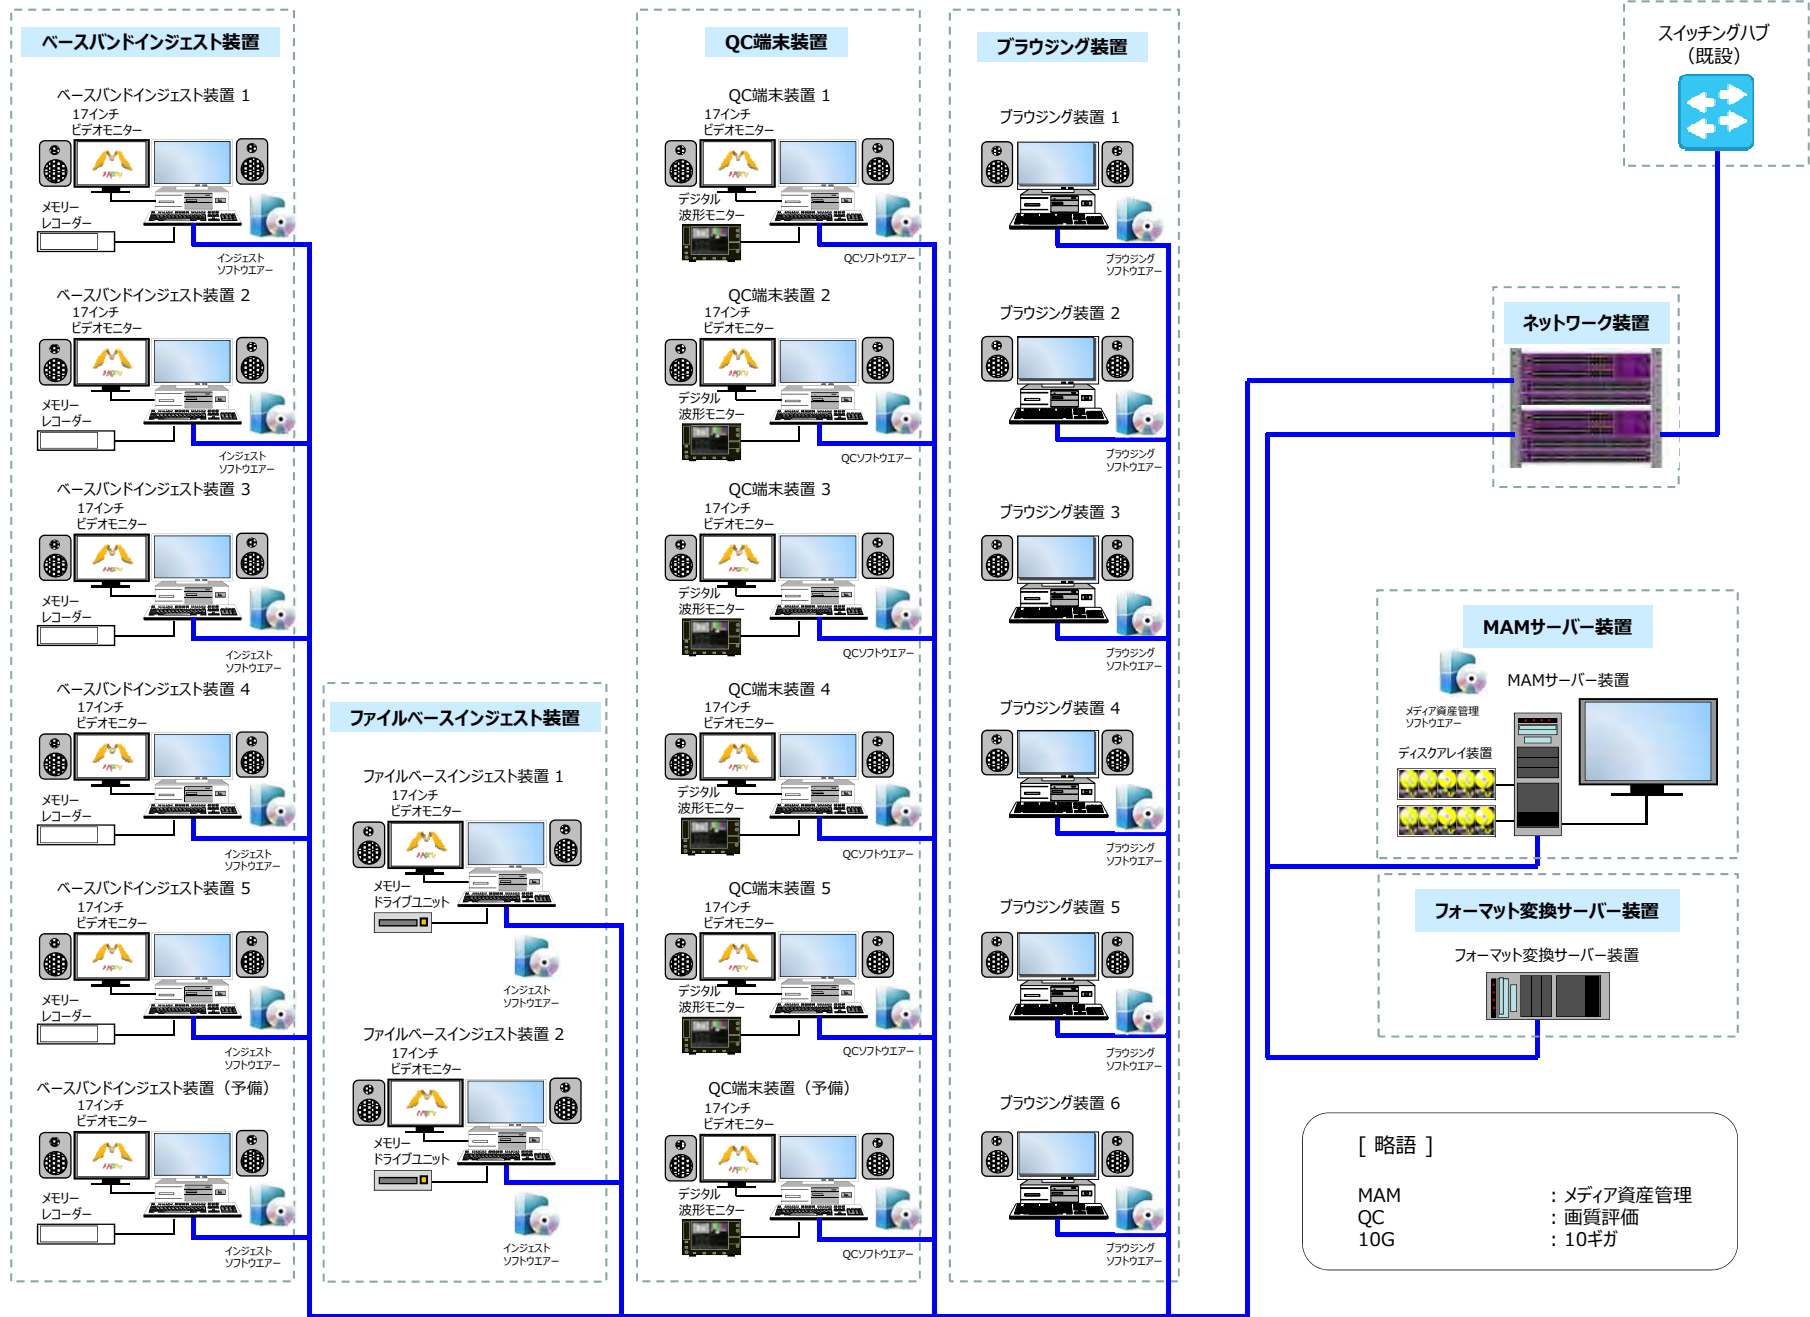 ベースバンドインジェスト装置
ベースバンドインジェスト装置 1
17インチ
ビデオモニター
メモリー
レコーダー
インジェスト
ソフトウエアー
ベースバンドインジェスト装置 2
17インチ
ビデオモニター
メモリー
レコーダー
インジェスト
ソフトウエアー
ベースバンドインジェスト装置 3
17インチ
ビデオモニター
メモリー
レコーダー
インジェスト
ソフトウエアー
ベースバンドインジェスト装置 4
17インチ
ビデオモニター
メモリー
レコーダー
インジェスト
ソフトウエアー
ベースバンドインジェスト装置 5
17インチ
ビデオモニター
メモリー
レコーダー
インジェスト
ソフトウエアー
ベースバンドインジェスト装置（予備）
17インチ
ビデオモニター
メモリー
レコーダー
インジェスト
ソフトウエアー
ファイルベースインジェスト装置
ファイルベースインジェスト装置 1
17インチ
ビデオモニター
メモリー
ドライブユニット
インジェスト
ソフトウエアー
ファイルベースインジェスト装置 2
17インチ
ビデオモニター
メモリー
ドライブユニット
インジェスト
ソフトウエアー
QC端末装置
QC端末装置 1
17インチ
ビデオモニター
デジタル
波形モニター
QCソフトウエアー
QC端末装置 2
17インチ
ビデオモニター
デジタル
波形モニター
QCソフトウエアー
QC端末装置 3
17インチ
ビデオモニター
デジタル
波形モニター
QCソフトウエアー
QC端末装置 4
17インチ
ビデオモニター
デジタル
波形モニター
QCソフトウエアー
QC端末装置 5
17インチ
ビデオモニター
デジタル
波形モニター
QCソフトウエアー
QC端末装置（予備）
17インチ
ビデオモニター
デジタル
波形モニター
QCソフトウエアー
ブラウジング装置
ブラウジング装置 1
ブラウジング
ソフトウエアー
ブラウジング装置 2
ブラウジング
ソフトウエアー
ブラウジング装置 3
ブラウジング
ソフトウエアー
ブラウジング装置 4
ブラウジング
ソフトウエアー
ブラウジング装置 5
ブラウジング
ソフトウエアー
ブラウジング装置 6
ブラウジング
ソフトウエアー
スイッチングハブ
（既設）
ネットワーク装置
MAMサーバー装置
MAMサーバー装置
メディア資産管理
ソフトウエアー
ディスクアレイ装置
フォーマット変換サーバー装置
フォーマット変換サーバー装置
[ 略語 ]
MAM : メディア資産管理
QC : 画質評価
10G : 10ギガ